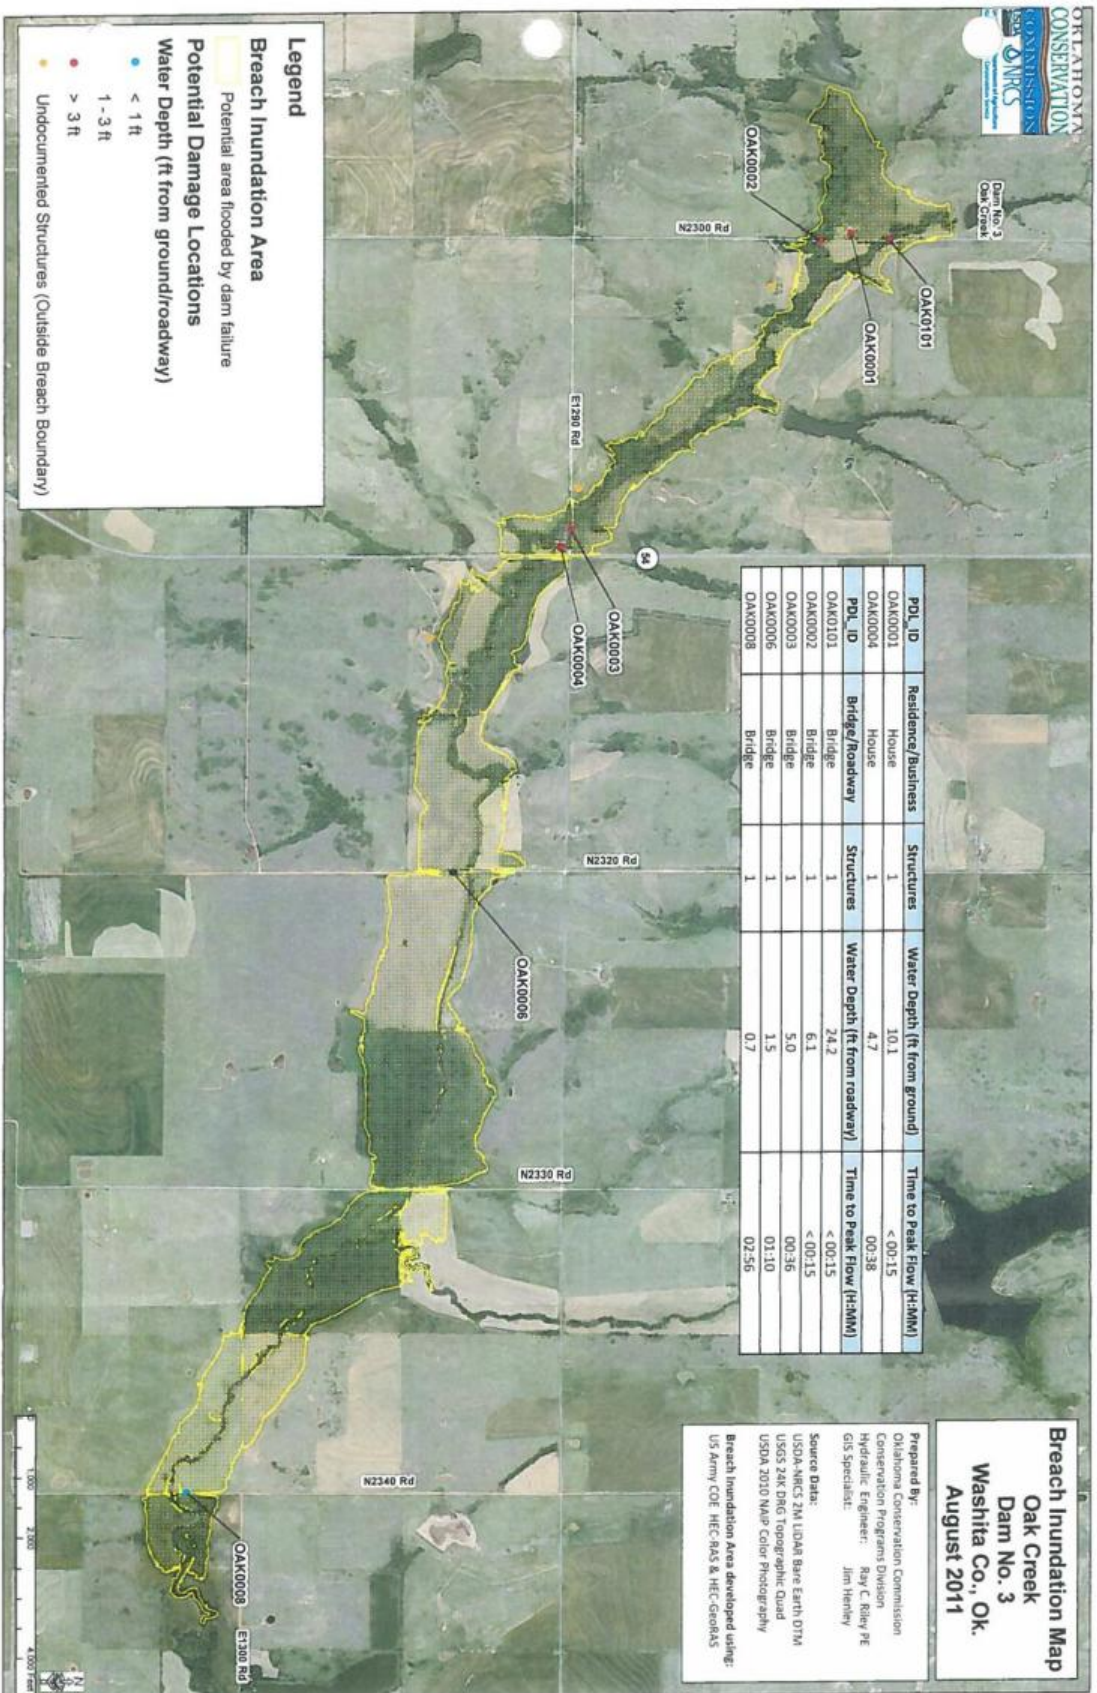 OKLAHOMA
CONSERVATION
COMMISSION
USDA NRCS
Breach Inundation Map
Oak Creek
Dam No. 3
Washita Co., Ok.
August 2011
Prepared By:
Oklahoma Conservation Commission
Conservation Programs Division
Hydraulic Engineer: Ray C. Riley PE
GIS Specialist: Jim Henley
Source Data:
USDA-NRCS 2M LiDAR Bare Earth DTM
USGS 24K DRG Topographic Quad
USDA 2010 NAIP Color Photography
Breach Inundation Area developed using:
US Army COE HEC-RAS & HEC-GeoRAS
PDL_ID Residence/Business Structures Water Depth (ft from ground) Time to Peak Flow (H:MM)
OAK0001 House 1 10.1 < 00:15
OAK0004 House 1 4.7 00:38
PDL_ID Bridge/Roadway Structures Water Depth (ft from roadway) Time to Peak Flow (H:MM)
OAK0101 Bridge 1 24.2 < 00:15
OAK0002 Bridge 1 6.1 < 00:15
OAK0003 Bridge 1 5.0 00:36
OAK0006 Bridge 1 1.5 01:10
OAK0008 Bridge 1 0.7 02:56
Dam No. 3
Oak Creek
OAK0101
OAK0001
OAK0002
N2300 Rd
E1290 Rd
54
OAK0003
OAK0004
N2320 Rd
OAK0006
N2330 Rd
N2340 Rd
OAK0008
E1300 Rd
Legend
Breach Inundation Area
Potential area flooded by dam failure
Potential Damage Locations
Water Depth (ft from ground/roadway)
< 1 ft
1 - 3 ft
> 3 ft
Undocumented Structures (Outside Breach Boundary)
0 1,000 2,000 4,000 Feet
N